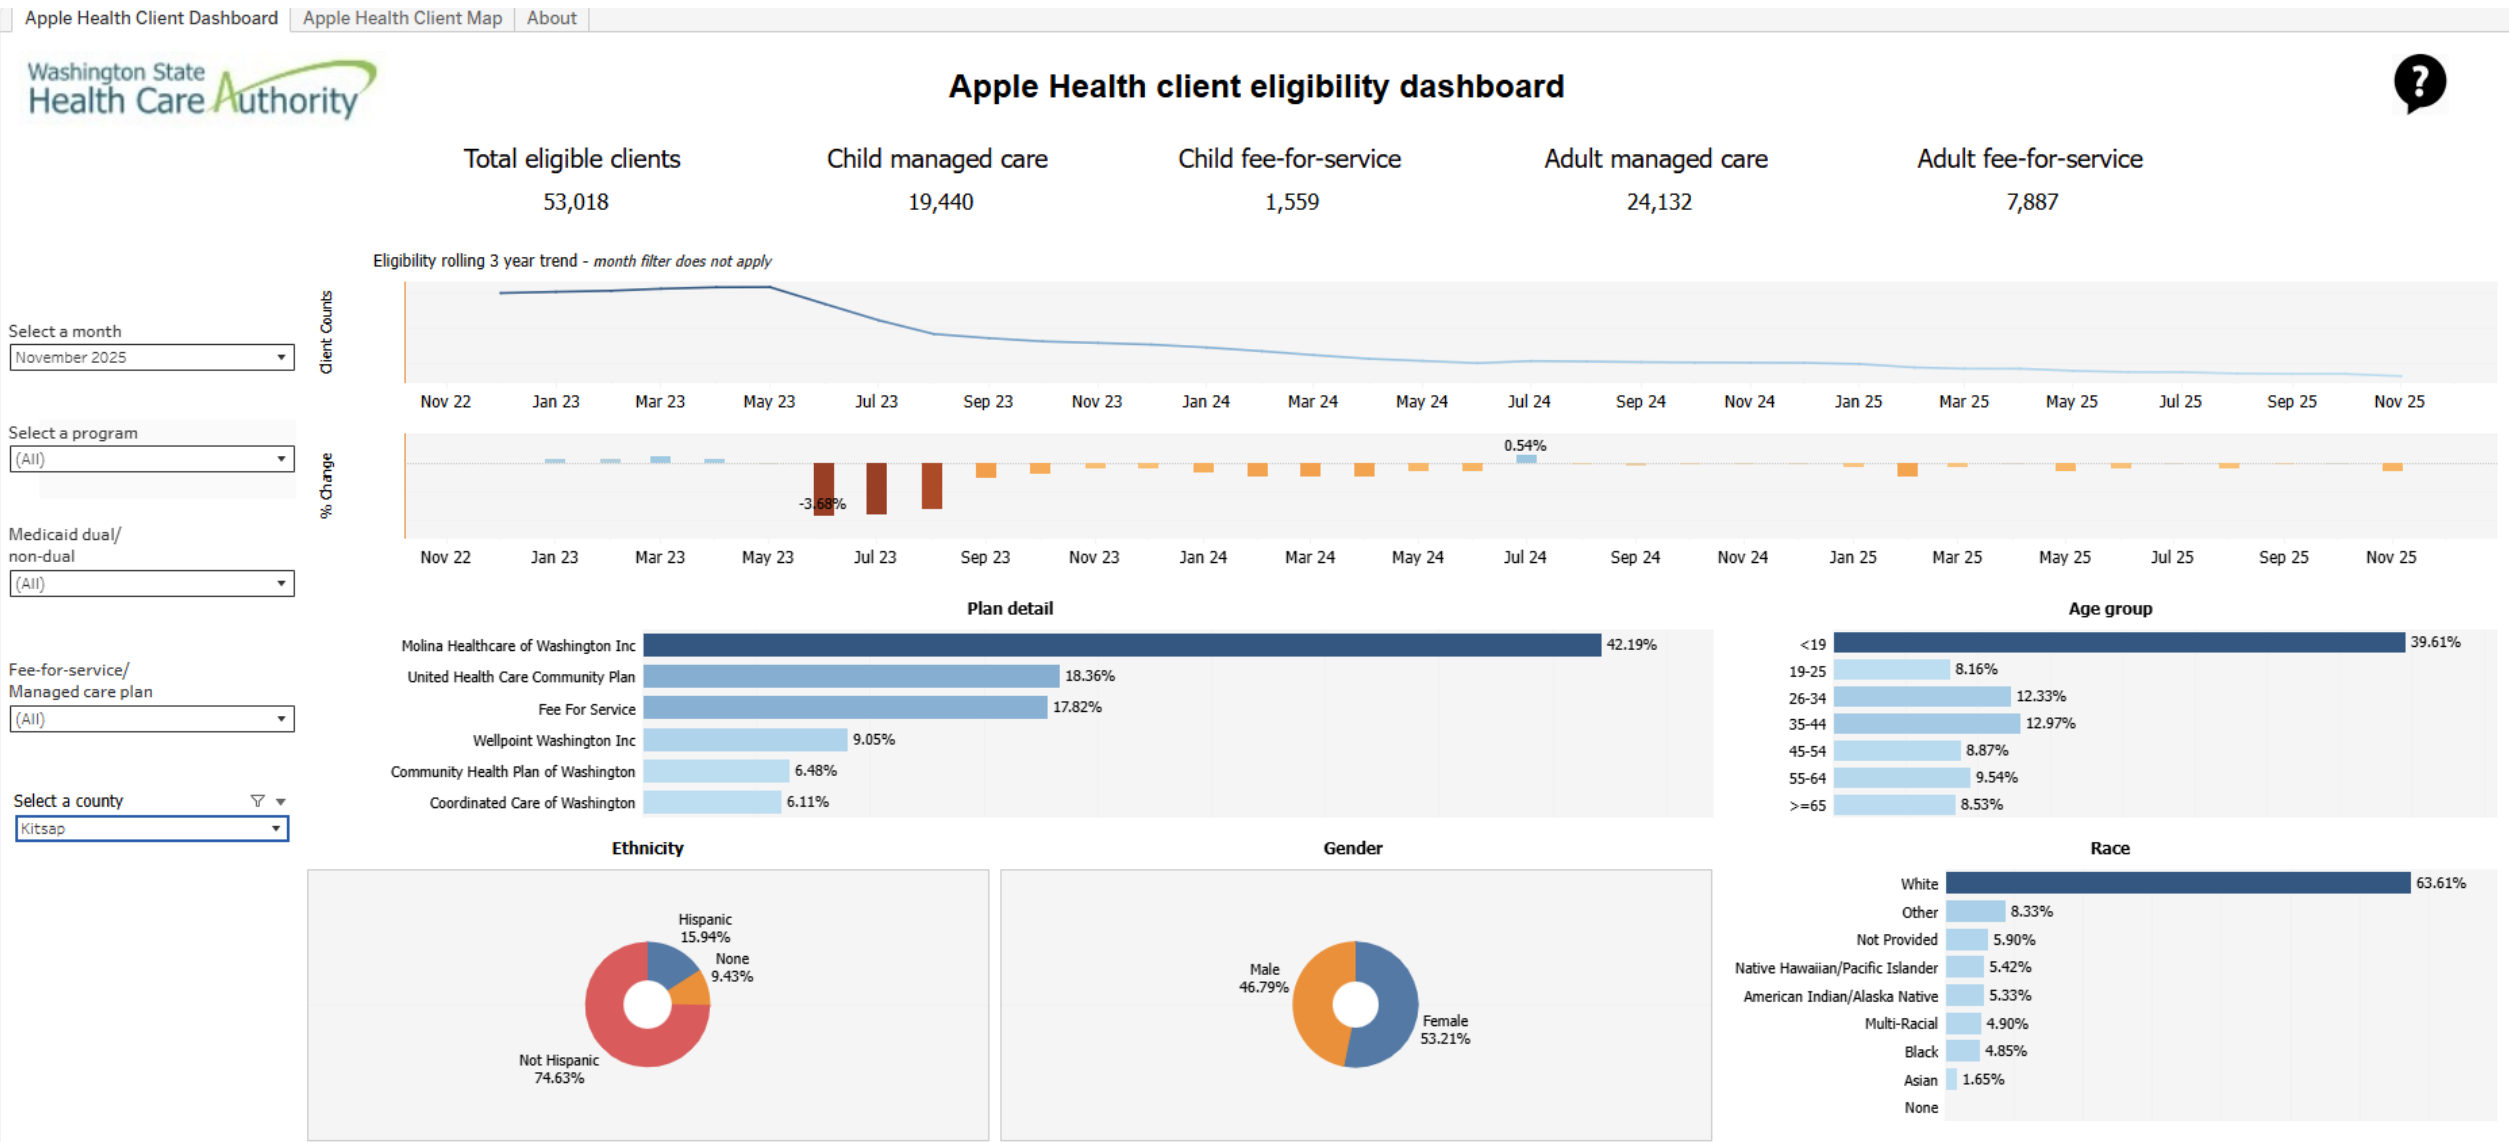 Apple Health Client Dashboard
Apple Health Client Map
About
Washington State
Health Care Authority
Apple Health client eligibility dashboard
?
Total eligible clients
53,018
Child managed care
19,440
Child fee-for-service
1,559
Adult managed care
24,132
Adult fee-for-service
7,887
Select a month
November 2025
Select a program
(All)
Medicaid dual/
non-dual
(All)
Fee-for-service/
Managed care plan
(All)
Select a county
Kitsap
Eligibility rolling 3 year trend - month filter does not apply
Client Counts
Nov 22 Jan 23 Mar 23 May 23 Jul 23 Sep 23 Nov 23 Jan 24 Mar 24 May 24 Jul 24 Sep 24 Nov 24 Jan 25 Mar 25 May 25 Jul 25 Sep 25 Nov 25
% Change
0.54%
-3.68%
Nov 22 Jan 23 Mar 23 May 23 Jul 23 Sep 23 Nov 23 Jan 24 Mar 24 May 24 Jul 24 Sep 24 Nov 24 Jan 25 Mar 25 May 25 Jul 25 Sep 25 Nov 25
Plan detail
Molina Healthcare of Washington Inc 42.19%
United Health Care Community Plan 18.36%
Fee For Service 17.82%
Wellpoint Washington Inc 9.05%
Community Health Plan of Washington 6.48%
Coordinated Care of Washington 6.11%
Age group
<19 39.61%
19-25 8.16%
26-34 12.33%
35-44 12.97%
45-54 8.87%
55-64 9.54%
>=65 8.53%
Ethnicity
Hispanic
15.94%
None
9.43%
Not Hispanic
74.63%
Gender
Male
46.79%
Female
53.21%
Race
White 63.61%
Other 8.33%
Not Provided 5.90%
Native Hawaiian/Pacific Islander 5.42%
American Indian/Alaska Native 5.33%
Multi-Racial 4.90%
Black 4.85%
Asian 1.65%
None